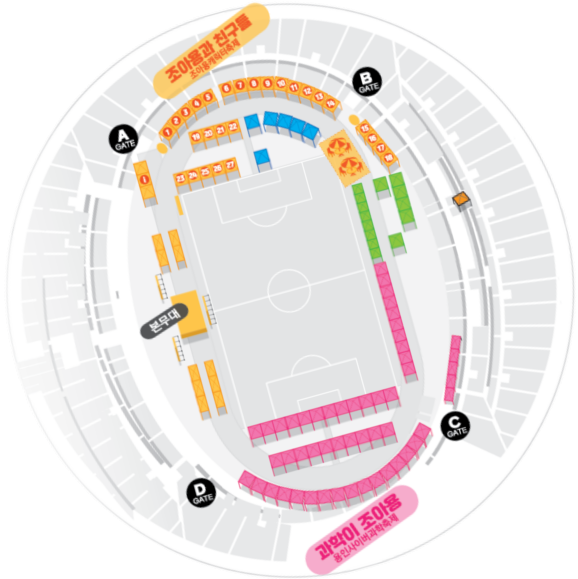 조아용과 친구들
조아용캐릭터축제
B
GATE
A
GATE
1 2 3 4 5
6 7 8 9 10 11 12 13 14
19 20 21 22
15 16 17 18
23 24 25 26 27
본무대
C
GATE
D
GATE
과학이 조아용
용인사이버과학축제